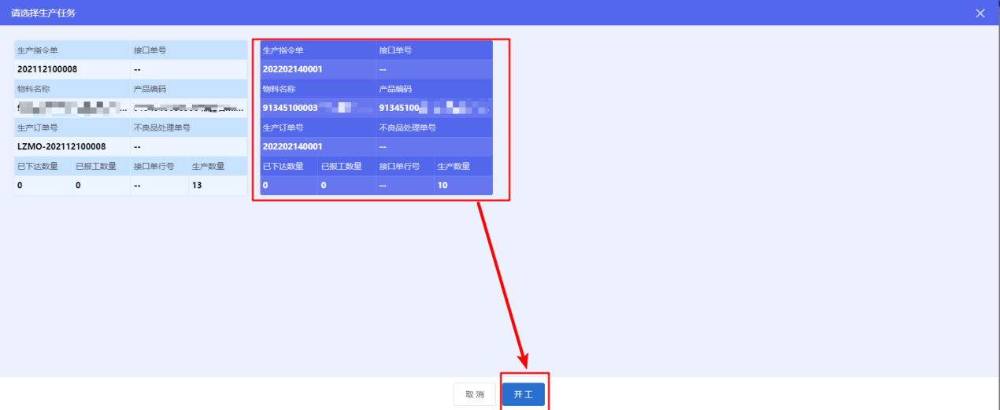 请选择生产任务
生产指令单 接口单号
202112100008 --
物料名称 产品编码
生产订单号 不良品处理单号
LZMO-202112100008 --
已下达数量 已报工数量 接口单行号 生产数量
0 0 -- 13
生产指令单 接口单号
202202140001 --
物料名称 产品编码
91345100003 91345100
生产订单号 不良品处理单号
202202140001 --
已下达数量 已报工数量 接口单行号 生产数量
0 0 -- 10
取消 开工